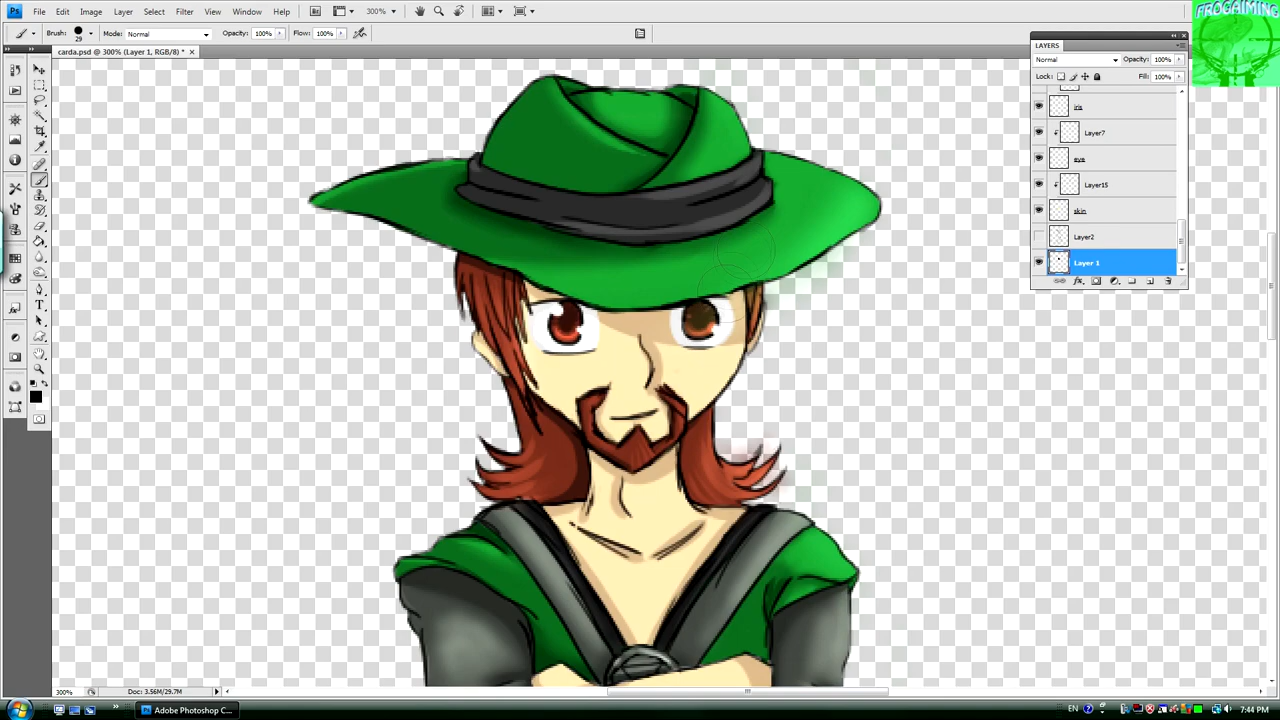 File Edit Image Layer Select Filter View Window Help
300%
FROGAIMING
Brush: 29 Mode: Normal Opacity: 100% Flow: 100%
carda.psd @ 300% (Layer 1, RGB/8) *
LAYERS
Normal Opacity: 100%
Lock: Fill: 100%
iris
Layer7
eye
Layer15
skin
Layer2
Layer 1
300% Doc: 3.56M/29.7M
Adobe Photoshop C...
EN
7:44 PM